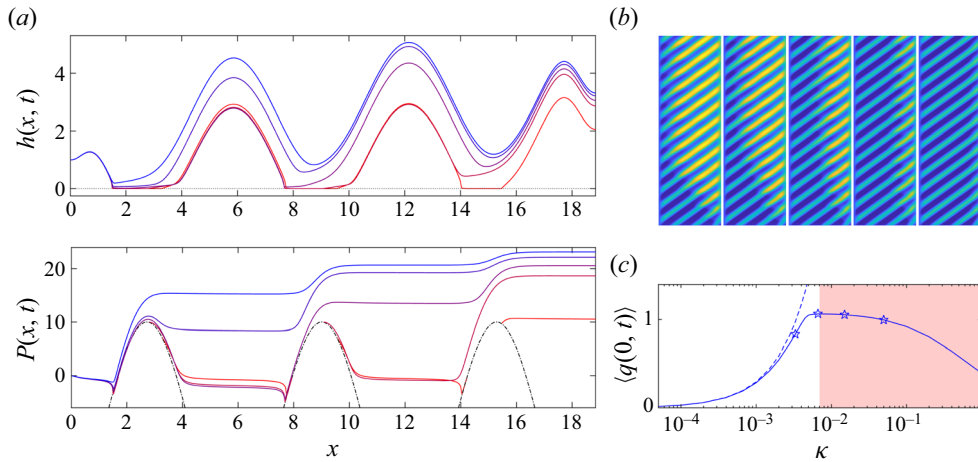 (a)
(b)
h(x, t)
4
2
0
0 2 4 6 8 10 12 14 16 18
P(x, t)
20
10
0
0 2 4 6 8 10 12 14 16 18
x
(c)
⟨q(0, t)⟩
1
0
10⁻⁴ 10⁻³ 10⁻² 10⁻¹
κ